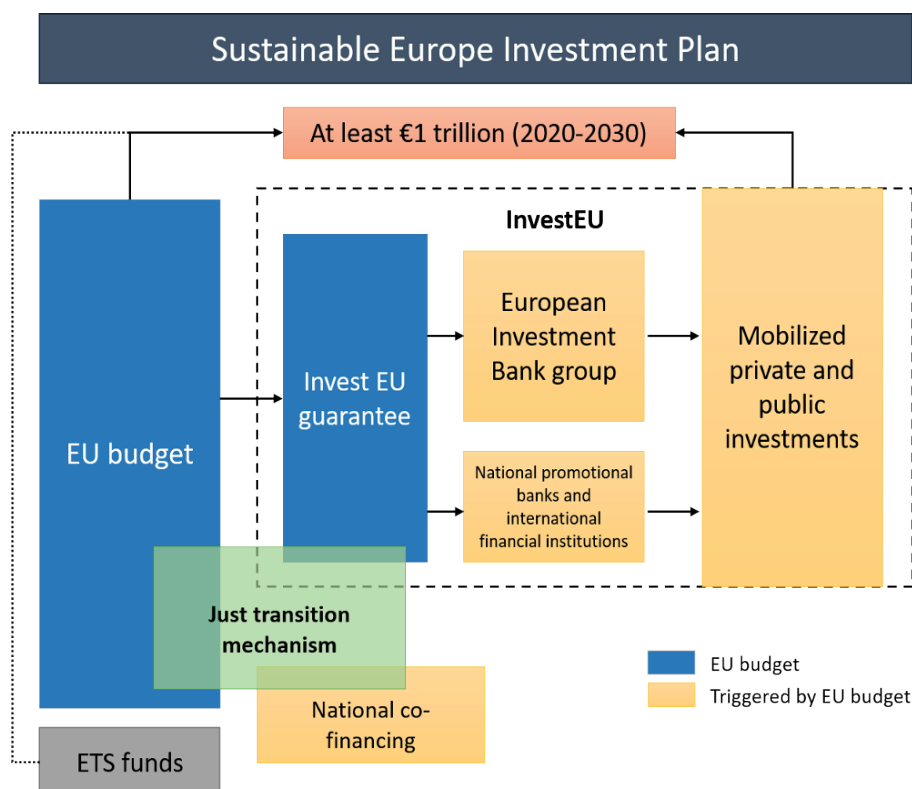 Sustainable Europe Investment Plan
At least €1 trillion (2020-2030)
InvestEU
EU budget
Invest EU
guarantee
European
Investment
Bank group
National promotional
banks and
international
financial institutions
Mobilized
private and
public
investments
Just transition
mechanism
National co-
financing
ETS funds
EU budget
Triggered by EU budget